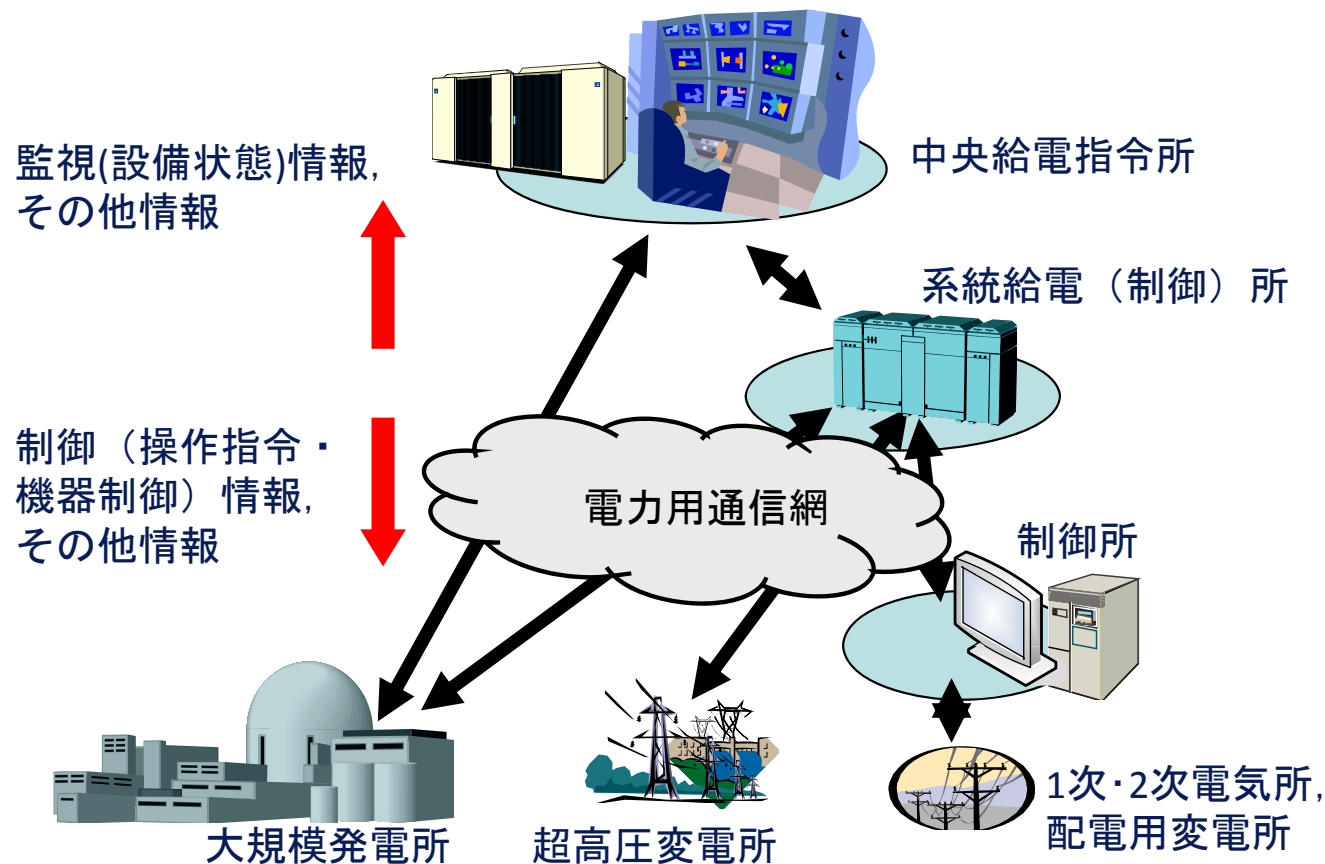 監視(設備状態)情報,
その他情報
中央給電指令所
系統給電（制御）所
制御（操作指令・
機器制御）情報,
その他情報
電力用通信網
制御所
1次・2次電気所,
配電用変電所
大規模発電所
超高圧変電所